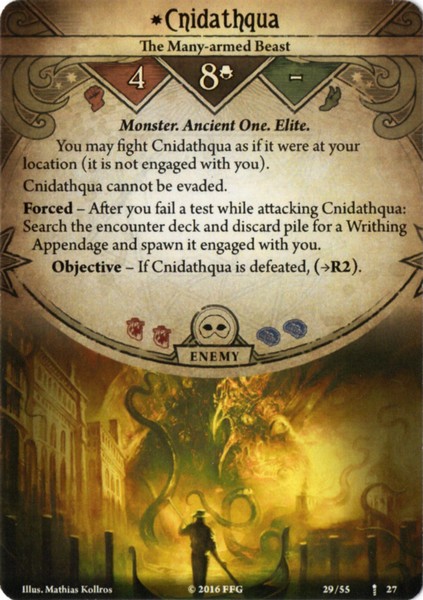 Cnidathqua
The Many-armed Beast
4 8 –
Monster. Ancient One. Elite.
You may fight Cnidathqua as if it were at your
location (it is not engaged with you).
Cnidathqua cannot be evaded.
Forced – After you fail a test while attacking Cnidathqua:
Search the encounter deck and discard pile for a Writhing
Appendage and spawn it engaged with you.
Objective – If Cnidathqua is defeated, (→R2).
ENEMY
Illus. Mathias Kollros © 2016 FFG 29/55 27